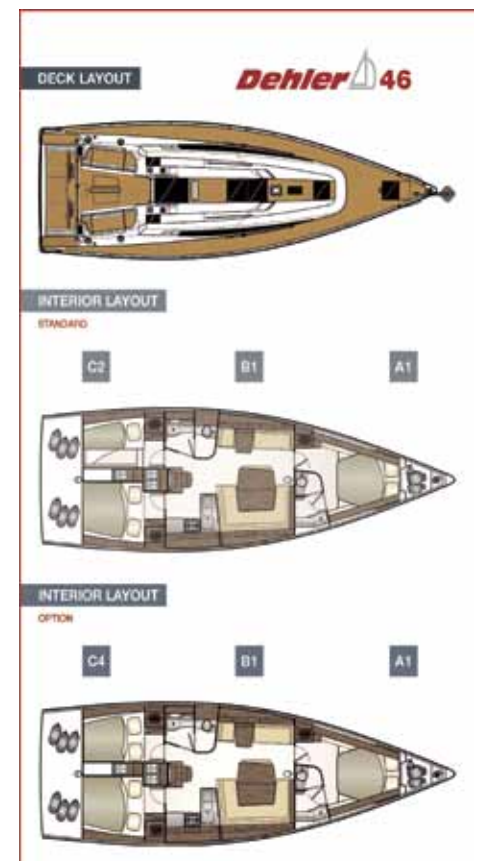 DECK LAYOUT
Dehler 46
INTERIOR LAYOUT
STANDARD
C2 B1 A1
INTERIOR LAYOUT
OPTION
C4 B1 A1